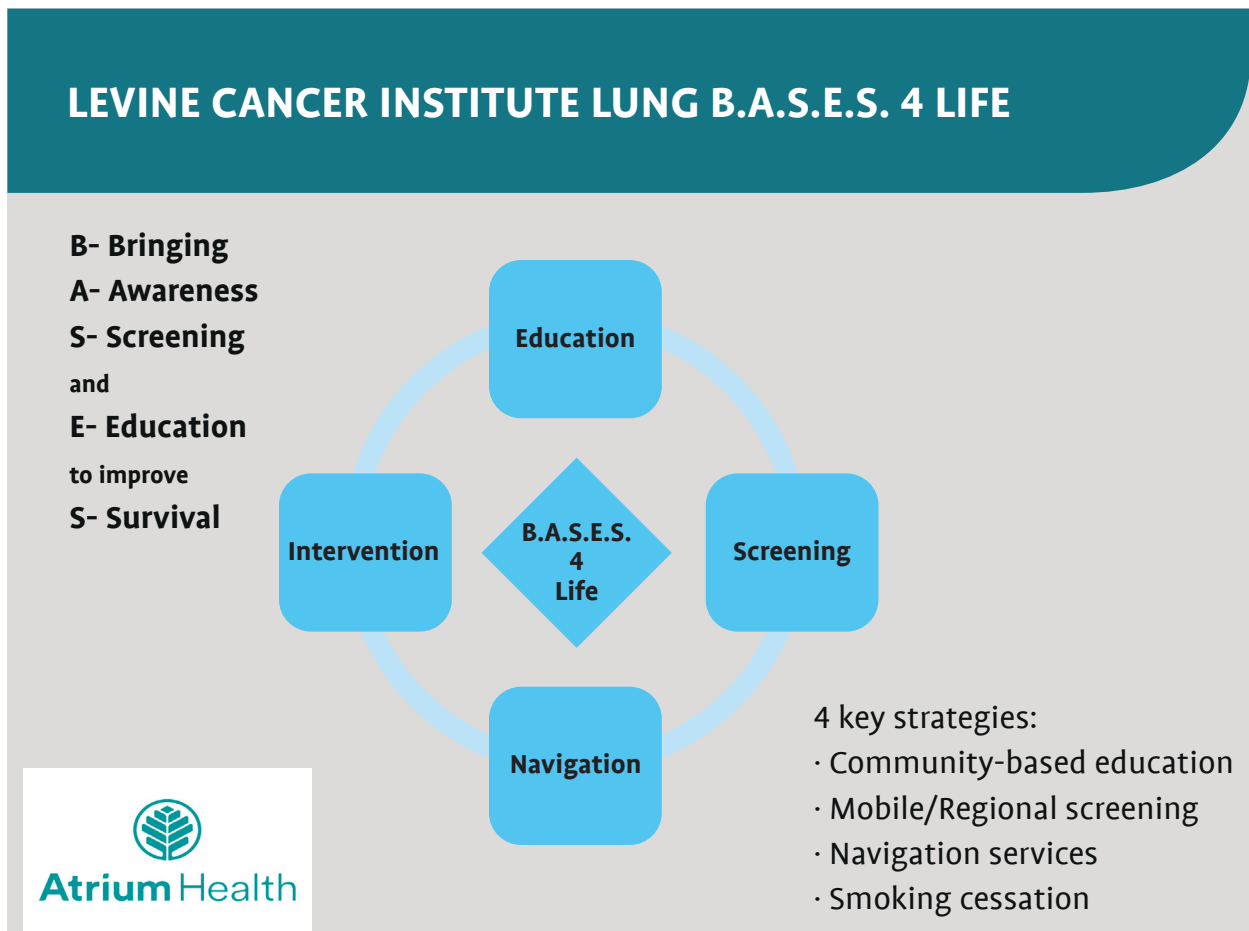 LEVINE CANCER INSTITUTE LUNG B.A.S.E.S. 4 LIFE
B- Bringing
A- Awareness
S- Screening
and
E- Education
to improve
S- Survival
Education
Intervention
B.A.S.E.S.
4
Life
Screening
Navigation
4 key strategies:
· Community-based education
· Mobile/Regional screening
· Navigation services
· Smoking cessation
Atrium Health